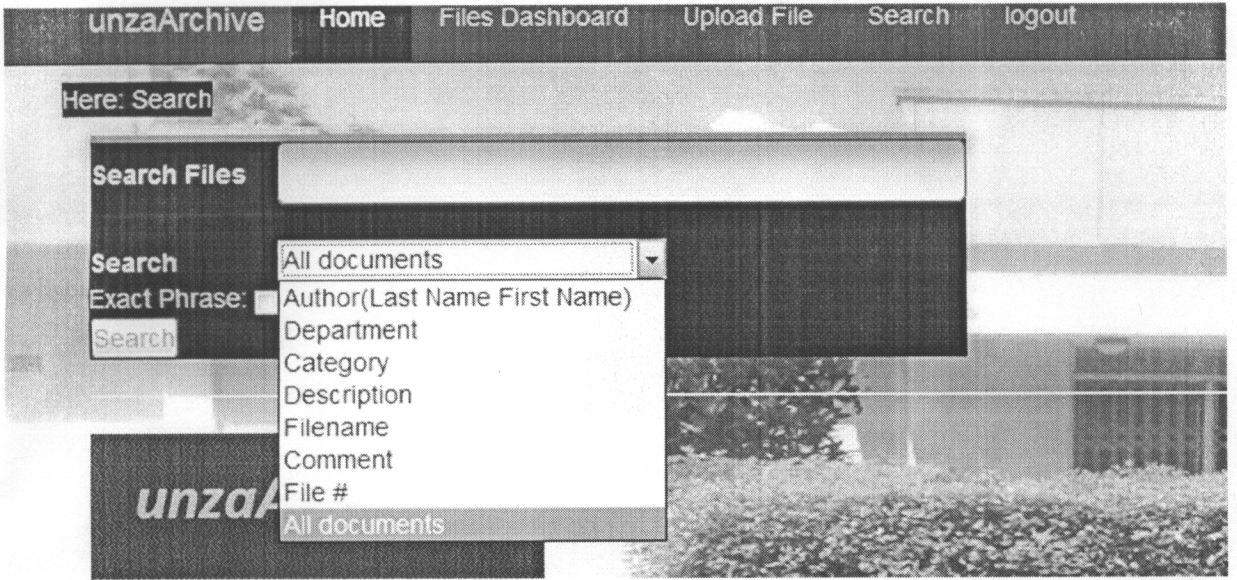 unzaArchive Home Files Dashboard Upload File Search logout
Here: Search
Search Files
Search All documents
Exact Phrase: Author(Last Name First Name)
Search Department
Category
Description
Filename
Comment
File #
All documents
unzaA